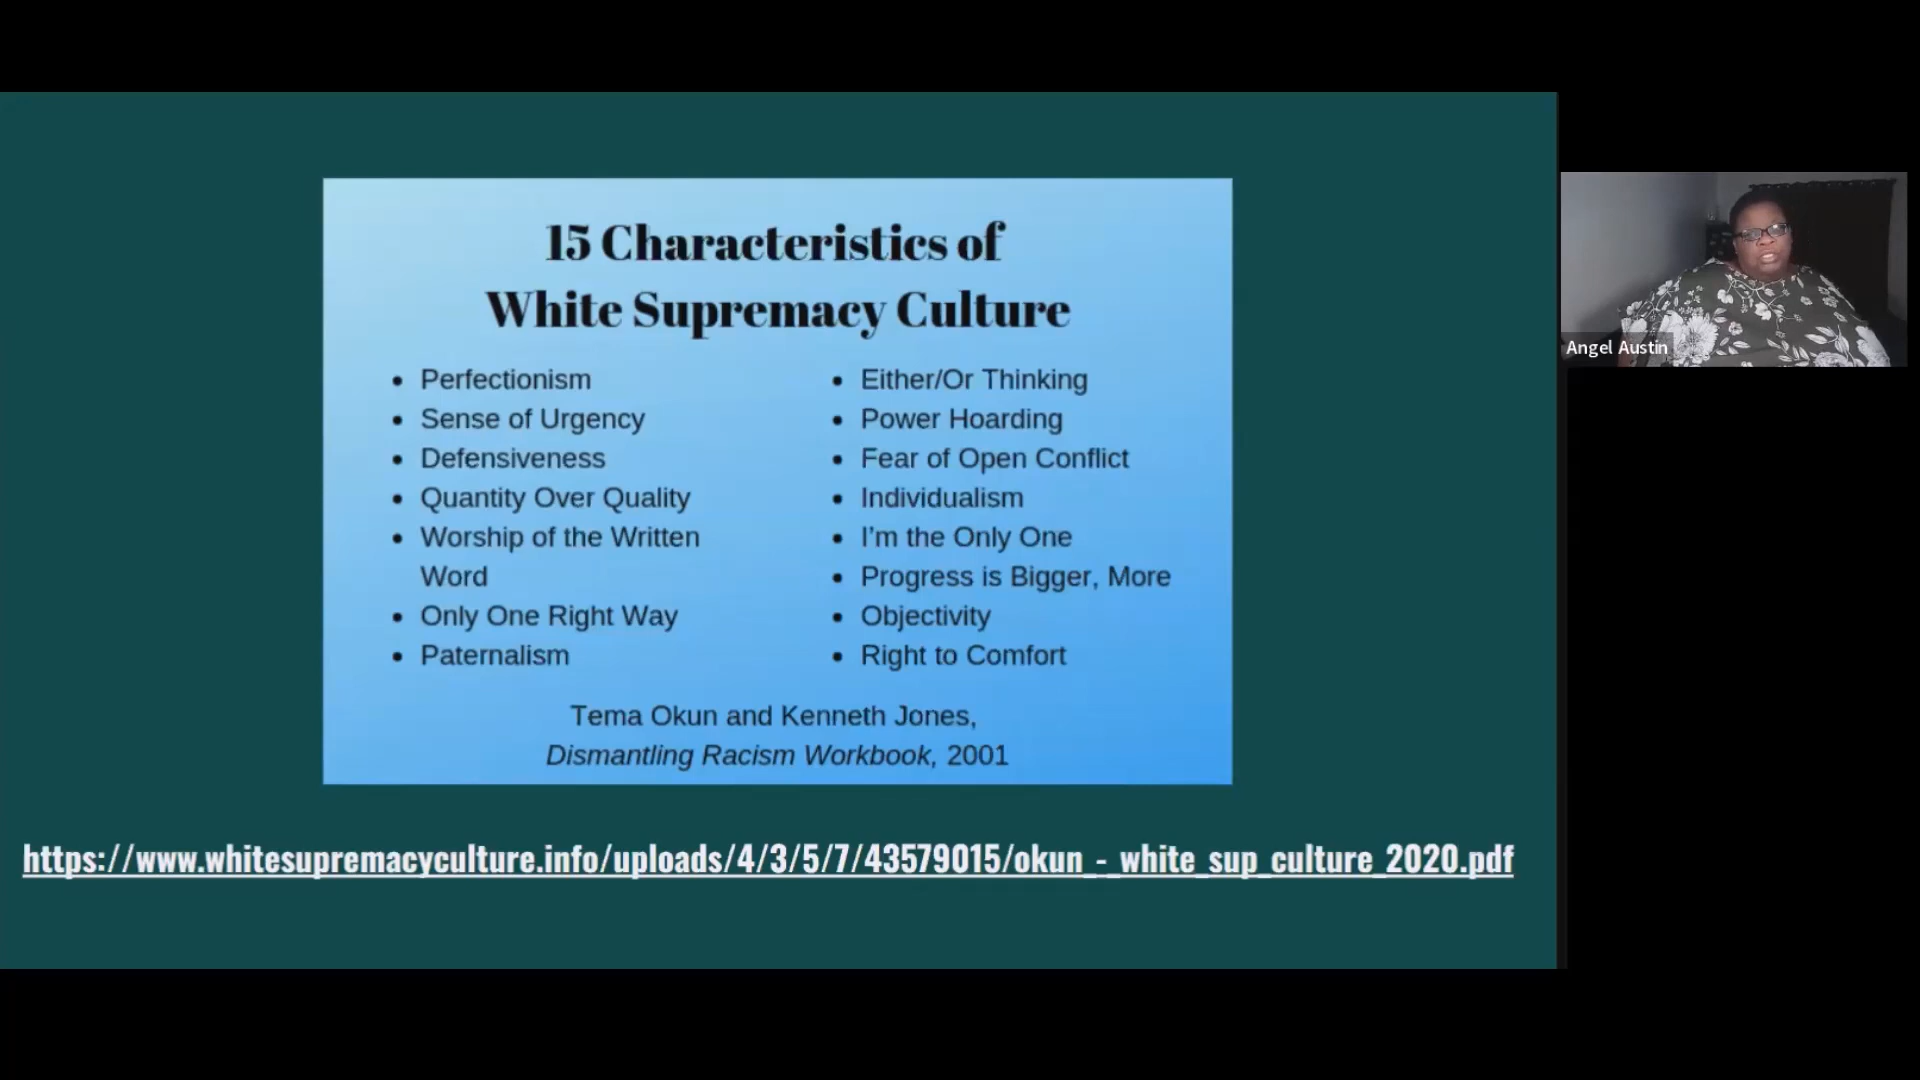 15 Characteristics of
White Supremacy Culture
• Perfectionism
• Sense of Urgency
• Defensiveness
• Quantity Over Quality
• Worship of the Written
Word
• Only One Right Way
• Paternalism
• Either/Or Thinking
• Power Hoarding
• Fear of Open Conflict
• Individualism
• I'm the Only One
• Progress is Bigger, More
• Objectivity
• Right to Comfort
Tema Okun and Kenneth Jones,
Dismantling Racism Workbook, 2001
https://www.whitesupremacyculture.info/uploads/4/3/5/7/43579015/okun_-_white_sup_culture_2020.pdf
Angel Austin